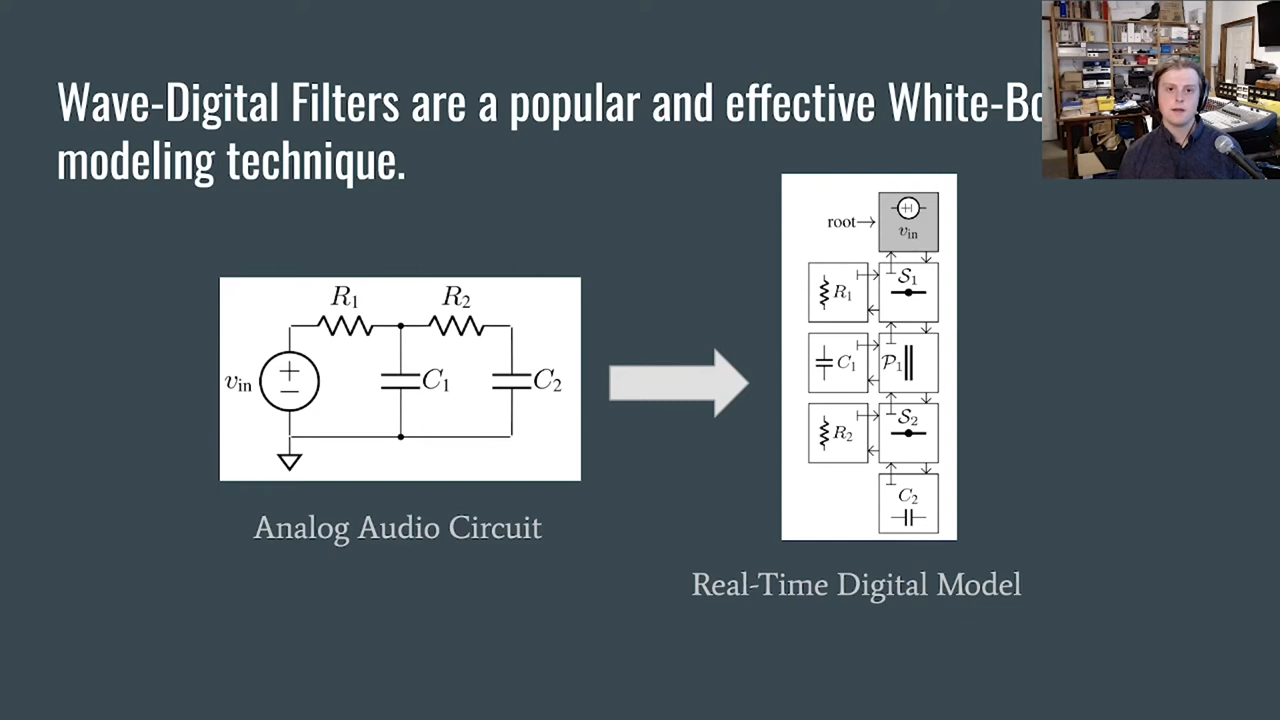 Wave-Digital Filters are a popular and effective White-Bo
modeling technique.
R1 R2
vin
C1 C2
Analog Audio Circuit
root→
vin
R1 S1
C1 P1
R2 S2
C2
Real-Time Digital Model